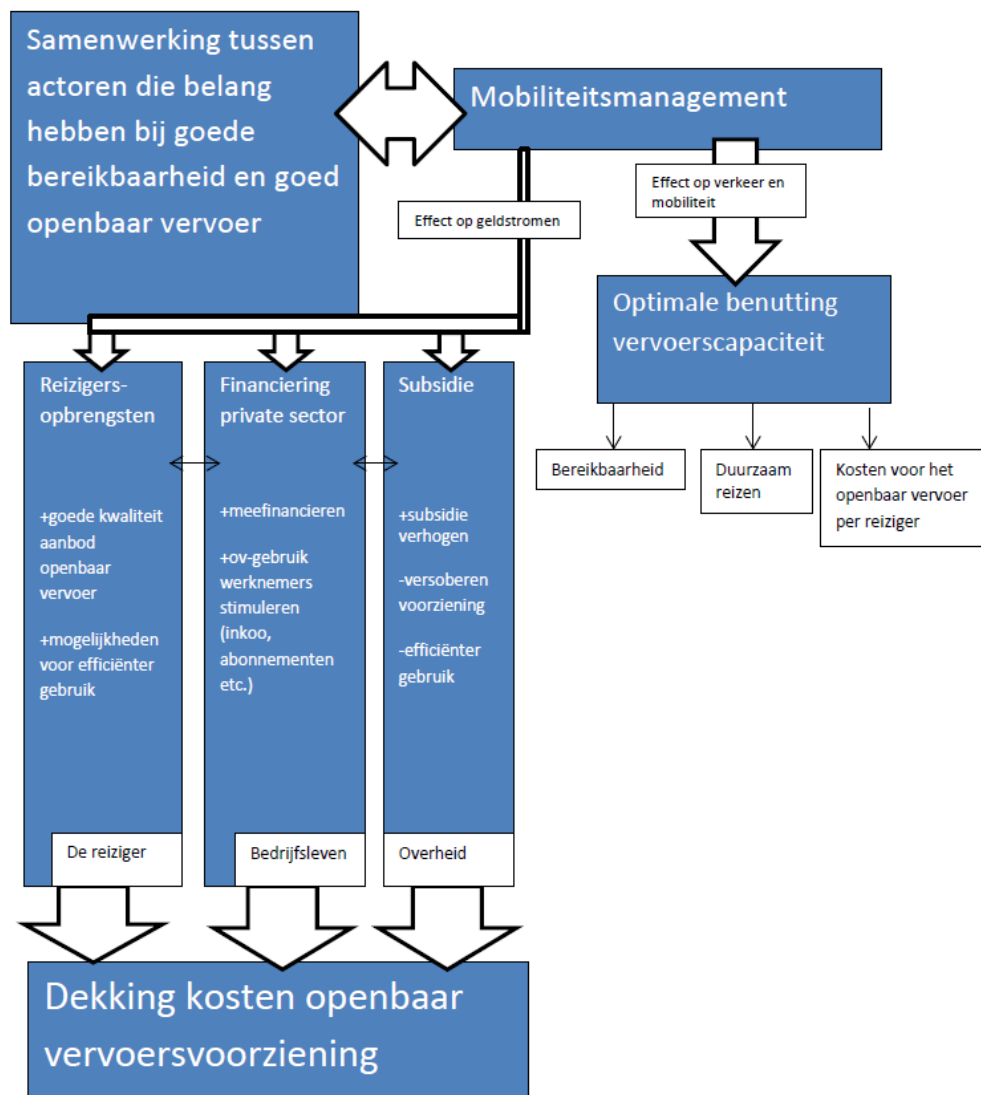 Samenwerking tussen
actoren die belang
hebben bij goede
bereikbaarheid en goed
openbaar vervoer
Mobiliteitsmanagement
Effect op geldstromen
Effect op verkeer en
mobiliteit
Optimale benutting
vervoerscapaciteit
Bereikbaarheid
Duurzaam
reizen
Kosten voor het
openbaar vervoer
per reiziger
Reizigers-
opbrengsten
+goede kwaliteit
aanbod
openbaar
vervoer
+mogelijkheden
voor efficiënter
gebruik
De reiziger
Financiering
private sector
+meefinancieren
+ov-gebruik
werknemers
stimuleren
(inkoo,
abonnementen
etc.)
Bedrijfsleven
Subsidie
+subsidie
verhogen
-versoberen
voorziening
-efficiënter
gebruik
Overheid
Dekking kosten openbaar
vervoersvoorziening